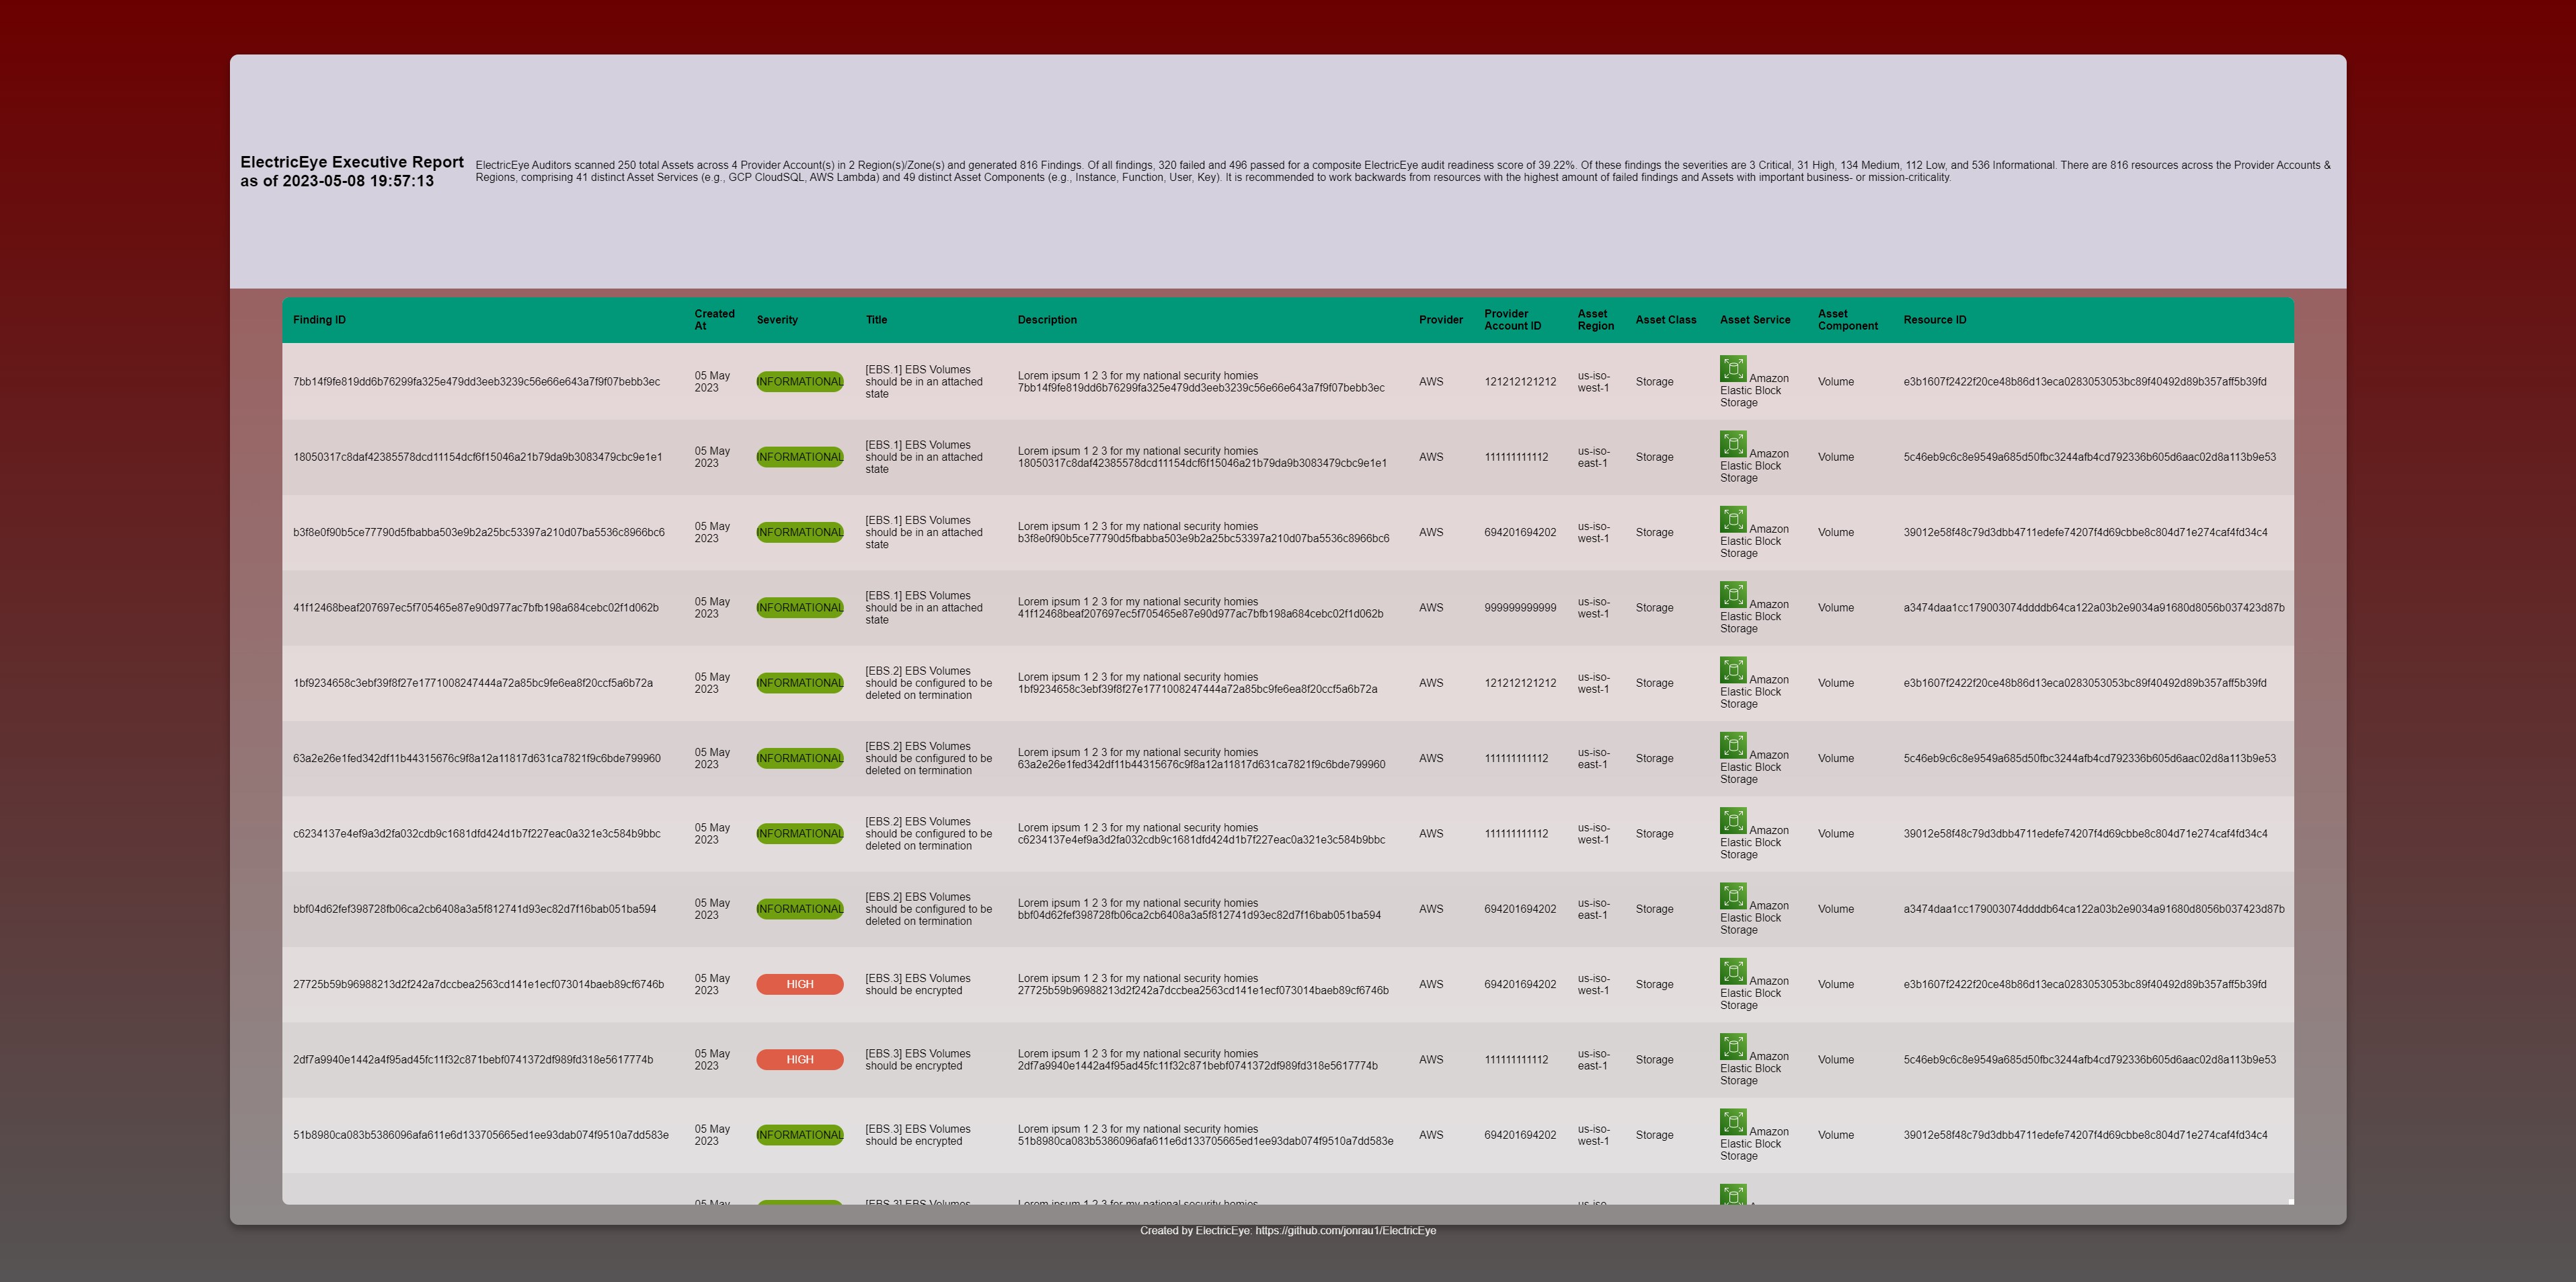 ElectricEye Executive Report
as of 2023-05-08 19:57:13
ElectricEye Auditors scanned 250 total Assets across 4 Provider Account(s) in 2 Region(s)/Zone(s) and generated 816 Findings. Of all findings, 320 failed and 496 passed for a composite ElectricEye audit readiness score of 39.22%. Of these findings the severities are 3 Critical, 31 High, 134 Medium, 112 Low, and 536 Informational. There are 816 resources across the Provider Accounts &
Regions, comprising 41 distinct Asset Services (e.g., GCP CloudSQL, AWS Lambda) and 49 distinct Asset Components (e.g., Instance, Function, User, Key). It is recommended to work backwards from resources with the highest amount of failed findings and Assets with important business- or mission-criticality.
Finding ID Created At Severity Title Description Provider Provider Account ID Asset Region Asset Class Asset Service Asset Component Resource ID
7bb14f9fe819dd6b76299fa325e479dd3eeb3239c56e66e643a7f9f07bebb3ec 05 May 2023 INFORMATIONAL [EBS.1] EBS Volumes should be in an attached state Lorem ipsum 1 2 3 for my national security homies 7bb14f9fe819dd6b76299fa325e479dd3eeb3239c56e66e643a7f9f07bebb3ec AWS 121212121212 us-iso-west-1 Storage Amazon Elastic Block Storage Volume e3b1607f2422f20ce48b86d13eca0283053053bc89f40492d89b357aff5b39fd
18050317c8daf42385578dcd11154dcf6f15046a21b79da9b3083479cbc9e1e1 05 May 2023 INFORMATIONAL [EBS.1] EBS Volumes should be in an attached state Lorem ipsum 1 2 3 for my national security homies 18050317c8daf42385578dcd11154dcf6f15046a21b79da9b3083479cbc9e1e1 AWS 111111111112 us-iso-east-1 Storage Amazon Elastic Block Storage Volume 5c46eb9c6c8e9549a685d50fbc3244afb4cd792336b605d6aac02d8a113b9e53
b3f8e0f90b5ce77790d5fbabba503e9b2a25bc53397a210d07ba5536c8966bc6 05 May 2023 INFORMATIONAL [EBS.1] EBS Volumes should be in an attached state Lorem ipsum 1 2 3 for my national security homies b3f8e0f90b5ce77790d5fbabba503e9b2a25bc53397a210d07ba5536c8966bc6 AWS 694201694202 us-iso-west-1 Storage Amazon Elastic Block Storage Volume 39012e58f48c79d3dbb4711edefe74207f4d69cbbe8c804d71e274caf4fd34c4
41f12468beaf207697ec5f705465e87e90d977ac7bfb198a684cebc02f1d062b 05 May 2023 INFORMATIONAL [EBS.1] EBS Volumes should be in an attached state Lorem ipsum 1 2 3 for my national security homies 41f12468beaf207697ec5f705465e87e90d977ac7bfb198a684cebc02f1d062b AWS 999999999999 us-iso-west-1 Storage Amazon Elastic Block Storage Volume a3474daa1cc179003074ddddb64ca122a03b2e9034a91680d8056b037423d87b
1bf9234658c3ebf39f8f27e1771008247444a72a85bc9fe6ea8f20ccf5a6b72a 05 May 2023 INFORMATIONAL [EBS.2] EBS Volumes should be configured to be deleted on termination Lorem ipsum 1 2 3 for my national security homies 1bf9234658c3ebf39f8f27e1771008247444a72a85bc9fe6ea8f20ccf5a6b72a AWS 121212121212 us-iso-west-1 Storage Amazon Elastic Block Storage Volume e3b1607f2422f20ce48b86d13eca0283053053bc89f40492d89b357aff5b39fd
63a2e26e1fed342df11b44315676c9f8a12a11817d631ca7821f9c6bde799960 05 May 2023 INFORMATIONAL [EBS.2] EBS Volumes should be configured to be deleted on termination Lorem ipsum 1 2 3 for my national security homies 63a2e26e1fed342df11b44315676c9f8a12a11817d631ca7821f9c6bde799960 AWS 111111111112 us-iso-east-1 Storage Amazon Elastic Block Storage Volume 5c46eb9c6c8e9549a685d50fbc3244afb4cd792336b605d6aac02d8a113b9e53
c6234137e4ef9a3d2fa032cdb9c1681dfd424d1b7f227eac0a321e3c584b9bbc 05 May 2023 INFORMATIONAL [EBS.2] EBS Volumes should be configured to be deleted on termination Lorem ipsum 1 2 3 for my national security homies c6234137e4ef9a3d2fa032cdb9c1681dfd424d1b7f227eac0a321e3c584b9bbc AWS 111111111112 us-iso-west-1 Storage Amazon Elastic Block Storage Volume 39012e58f48c79d3dbb4711edefe74207f4d69cbbe8c804d71e274caf4fd34c4
bbf04d62fef398728fb06ca2cb6408a3a5f812741d93ec82d7f16bab051ba594 05 May 2023 INFORMATIONAL [EBS.2] EBS Volumes should be configured to be deleted on termination Lorem ipsum 1 2 3 for my national security homies bbf04d62fef398728fb06ca2cb6408a3a5f812741d93ec82d7f16bab051ba594 AWS 694201694202 us-iso-east-1 Storage Amazon Elastic Block Storage Volume a3474daa1cc179003074ddddb64ca122a03b2e9034a91680d8056b037423d87b
27725b59b96988213d2f242a7dccbea2563cd141e1ecf073014baeb89cf6746b 05 May 2023 HIGH [EBS.3] EBS Volumes should be encrypted Lorem ipsum 1 2 3 for my national security homies 27725b59b96988213d2f242a7dccbea2563cd141e1ecf073014baeb89cf6746b AWS 694201694202 us-iso-west-1 Storage Amazon Elastic Block Storage Volume e3b1607f2422f20ce48b86d13eca0283053053bc89f40492d89b357aff5b39fd
2df7a9940e1442a4f95ad45fc11f32c871bebf0741372df989fd318e5617774b 05 May 2023 HIGH [EBS.3] EBS Volumes should be encrypted Lorem ipsum 1 2 3 for my national security homies 2df7a9940e1442a4f95ad45fc11f32c871bebf0741372df989fd318e5617774b AWS 111111111112 us-iso-east-1 Storage Amazon Elastic Block Storage Volume 5c46eb9c6c8e9549a685d50fbc3244afb4cd792336b605d6aac02d8a113b9e53
51b8980ca083b5386096afa611e6d133705665ed1ee93dab074f9510a7dd583e 05 May 2023 INFORMATIONAL [EBS.3] EBS Volumes should be encrypted Lorem ipsum 1 2 3 for my national security homies 51b8980ca083b5386096afa611e6d133705665ed1ee93dab074f9510a7dd583e AWS 694201694202 us-iso-west-1 Storage Amazon Elastic Block Storage Volume 39012e58f48c79d3dbb4711edefe74207f4d69cbbe8c804d71e274caf4fd34c4
05 May [EBS.3] EBS Volumes Lorem ipsum 1 2 3 for my national security homies us-iso-
Created by ElectricEye: https://github.com/jonrau1/ElectricEye